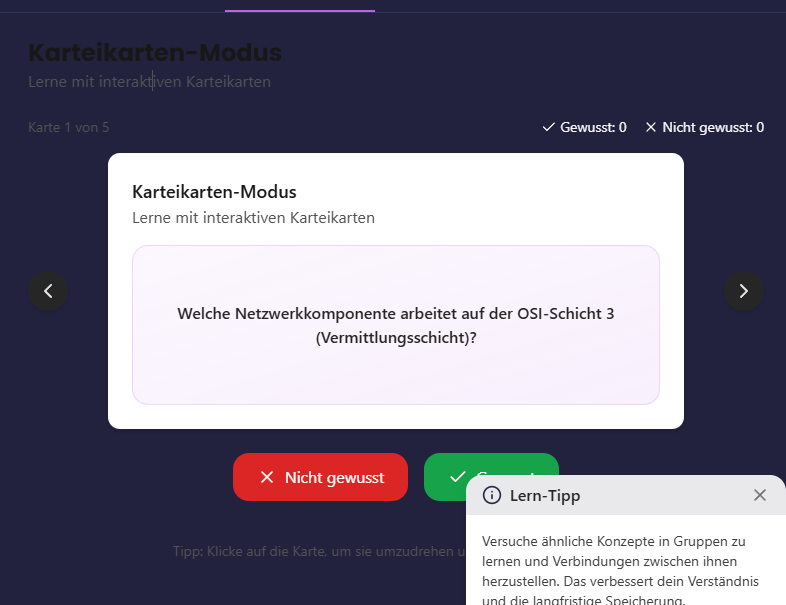 Karteikarten-Modus
Lerne mit interaktiven Karteikarten
Karte 1 von 5
Gewusst: 0
Nicht gewusst: 0
Karteikarten-Modus
Lerne mit interaktiven Karteikarten
Welche Netzwerkkomponente arbeitet auf der OSI-Schicht 3
(Vermittlungsschicht)?
Nicht gewusst
Tipp: Klicke auf die Karte, um sie umzudrehen
Lern-Tipp
Versuche ähnliche Konzepte in Gruppen zu
lernen und Verbindungen zwischen ihnen
herzustellen. Das verbessert dein Verständnis
und die langfristige Speicherung.